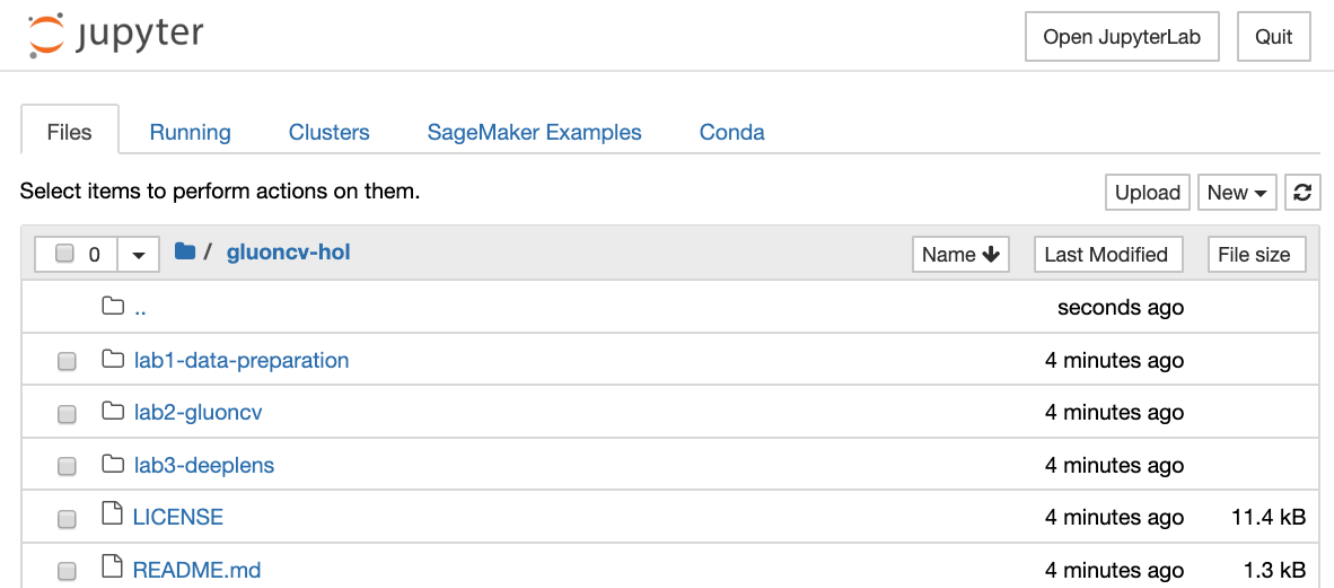 jupyter Open JupyterLab Quit
Files Running Clusters SageMaker Examples Conda
Select items to perform actions on them. Upload New
0 / gluoncv-hol Name Last Modified File size
.. seconds ago
lab1-data-preparation 4 minutes ago
lab2-gluoncv 4 minutes ago
lab3-deeplens 4 minutes ago
LICENSE 4 minutes ago 11.4 kB
README.md 4 minutes ago 1.3 kB